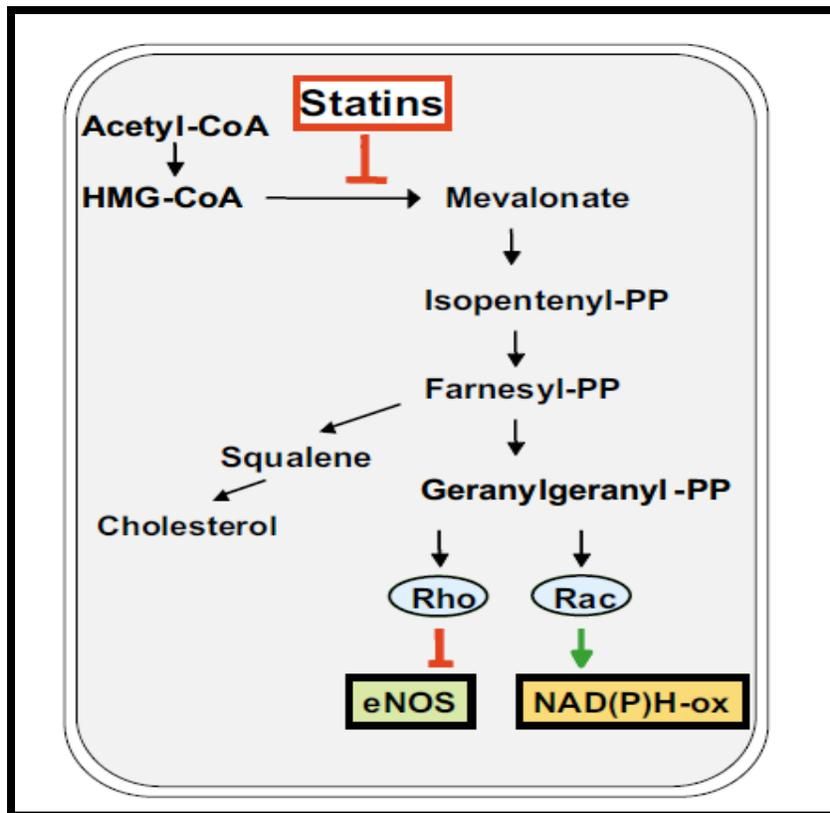 Statins
Acetyl-CoA
HMG-CoA
Mevalonate
Isopentenyl-PP
Farnesyl-PP
Squalene
Geranylgeranyl -PP
Cholesterol
Rho
Rac
eNOS
NAD(P)H-ox